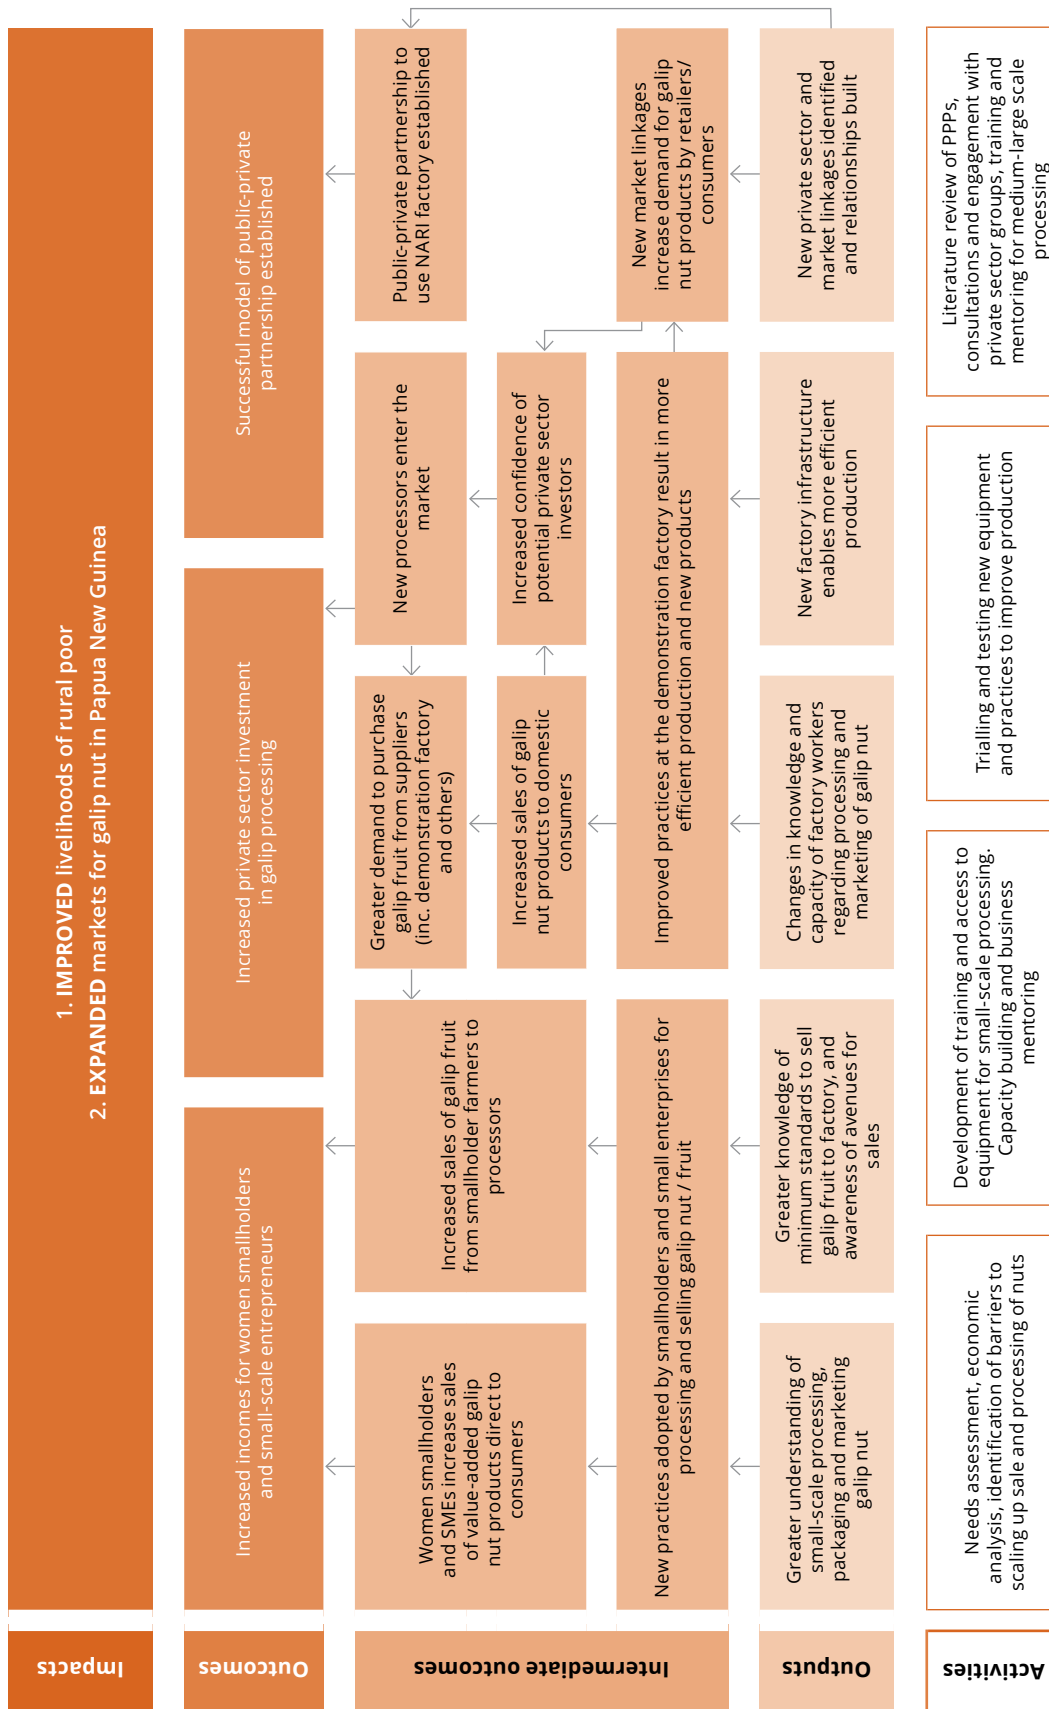 Impacts
1. IMPROVED livelihoods of rural poor
2. EXPANDED markets for galip nut in Papua New Guinea
Outcomes
Increased incomes for women smallholders
and small-scale entrepreneurs
Increased private sector investment
in galip processing
Successful model of public-private
partnership established
Intermediate outcomes
Women smallholders
and SMEs increase sales
of value-added galip
nut products direct to
consumers
Increased sales of galip fruit
from smallholder farmers to
processors
Greater demand to purchase
galip fruit from suppliers
(inc. demonstration factory
and others)
New processors enter the
market
Public-private partnership to
use NARI factory established
Increased sales of galip
nut products to domestic
consumers
Increased confidence of
potential private sector
investors
New practices adopted by smallholders and small enterprises for
processing and selling galip nut / fruit
Improved practices at the demonstration factory result in more
efficient production and new products
New market linkages
increase demand for galip
nut products by retailers/
consumers
Outputs
Greater understanding of
small-scale processing,
packaging and marketing
galip nut
Greater knowledge of
minimum standards to sell
galip fruit to factory, and
awareness of avenues for
sales
Changes in knowledge and
capacity of factory workers
regarding processing and
marketing of galip nut
New factory infrastructure
enables more efficient
production
New private sector and
market linkages identified
and relationships built
Activities
Needs assessment, economic
analysis, identification of barriers to
scaling up sale and processing of nuts
Development of training and access to
equipment for small-scale processing.
Capacity building and business
mentoring
Trialling and testing new equipment
and practices to improve production
Literature review of PPPs,
consultations and engagement with
private sector groups, training and
mentoring for medium-large scale
processing